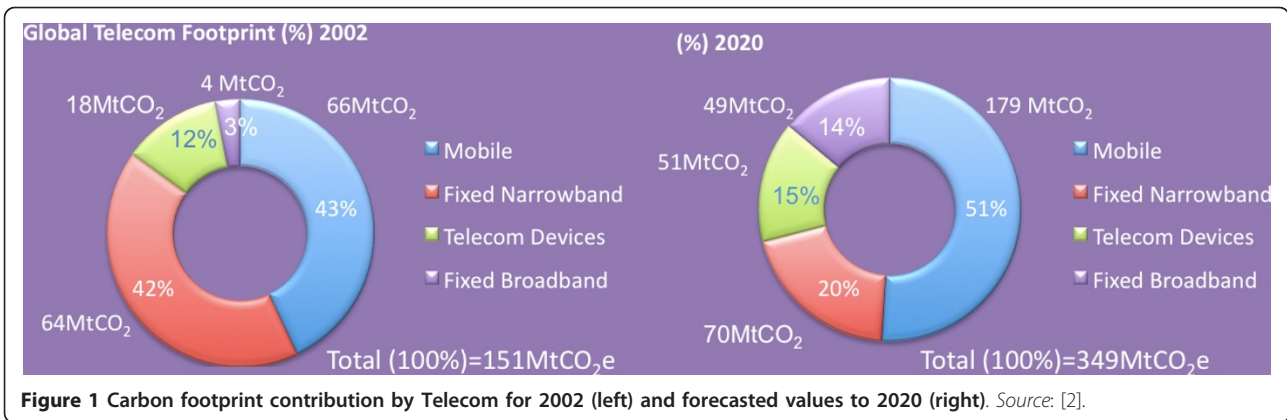 Global Telecom Footprint (%) 2002
4 MtCO₂
18MtCO₂
66MtCO₂
3%
12%
43%
42%
64MtCO₂
Mobile
Fixed Narrowband
Telecom Devices
Fixed Broadband
Total (100%)=151MtCO₂e
(%) 2020
49MtCO₂
179 MtCO₂
14%
51MtCO₂
15%
51%
20%
70MtCO₂
Mobile
Fixed Narrowband
Telecom Devices
Fixed Broadband
Total (100%)=349MtCO₂e
Figure 1 Carbon footprint contribution by Telecom for 2002 (left) and forecasted values to 2020 (right). Source: [2].